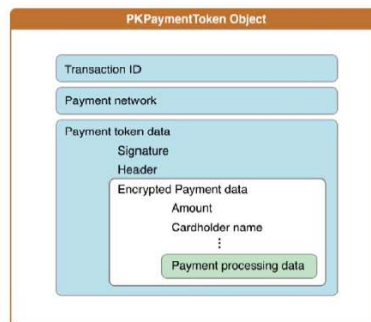 PKPaymentToken Object
Transaction ID
Payment network
Payment token data
Signature
Header
Encrypted Payment data
Amount
Cardholder name
⋮
Payment processing data